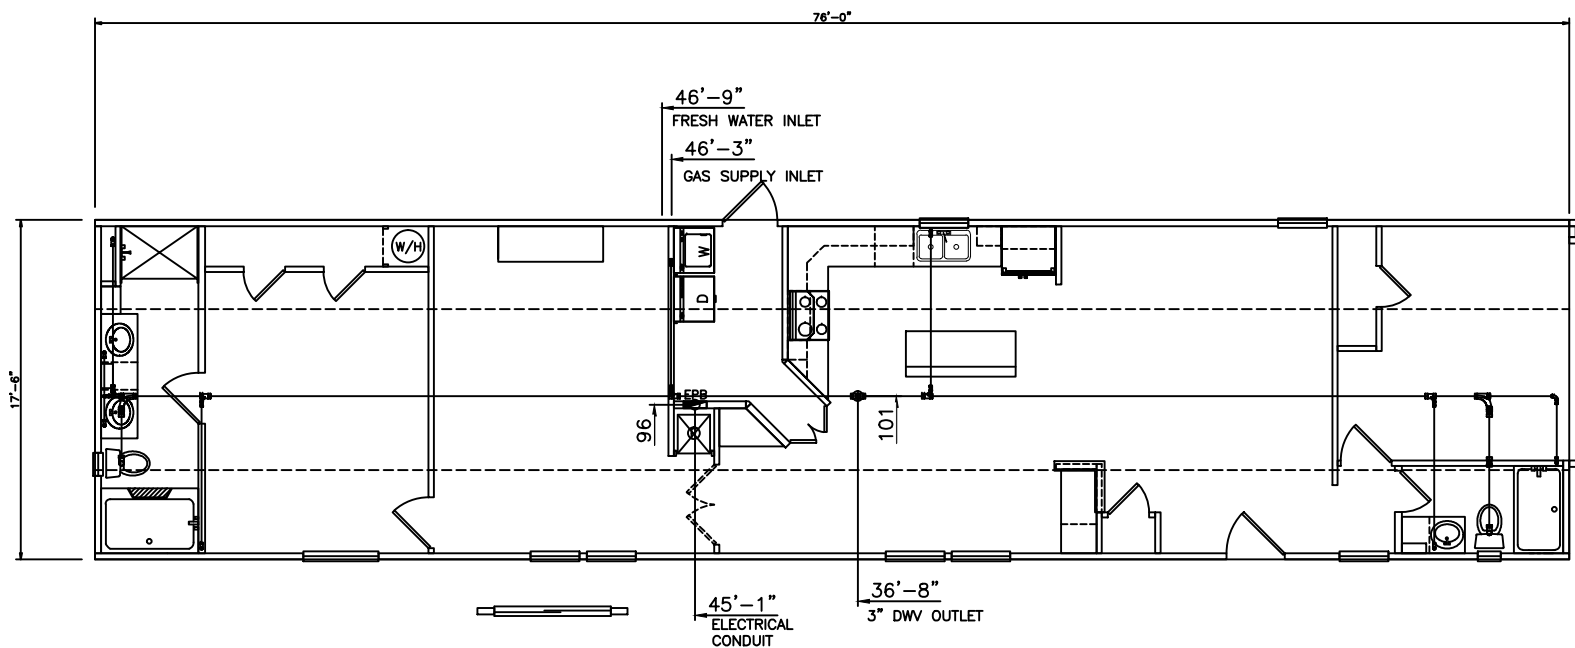 76'-0"
46'-9"
FRESH WATER INLET
46'-3"
GAS SUPPLY INLET
W/H
W
D
17'-6"
EPB
96
101
45'-1"
ELECTRICAL
CONDUIT
36'-8"
3" DWV OUTLET